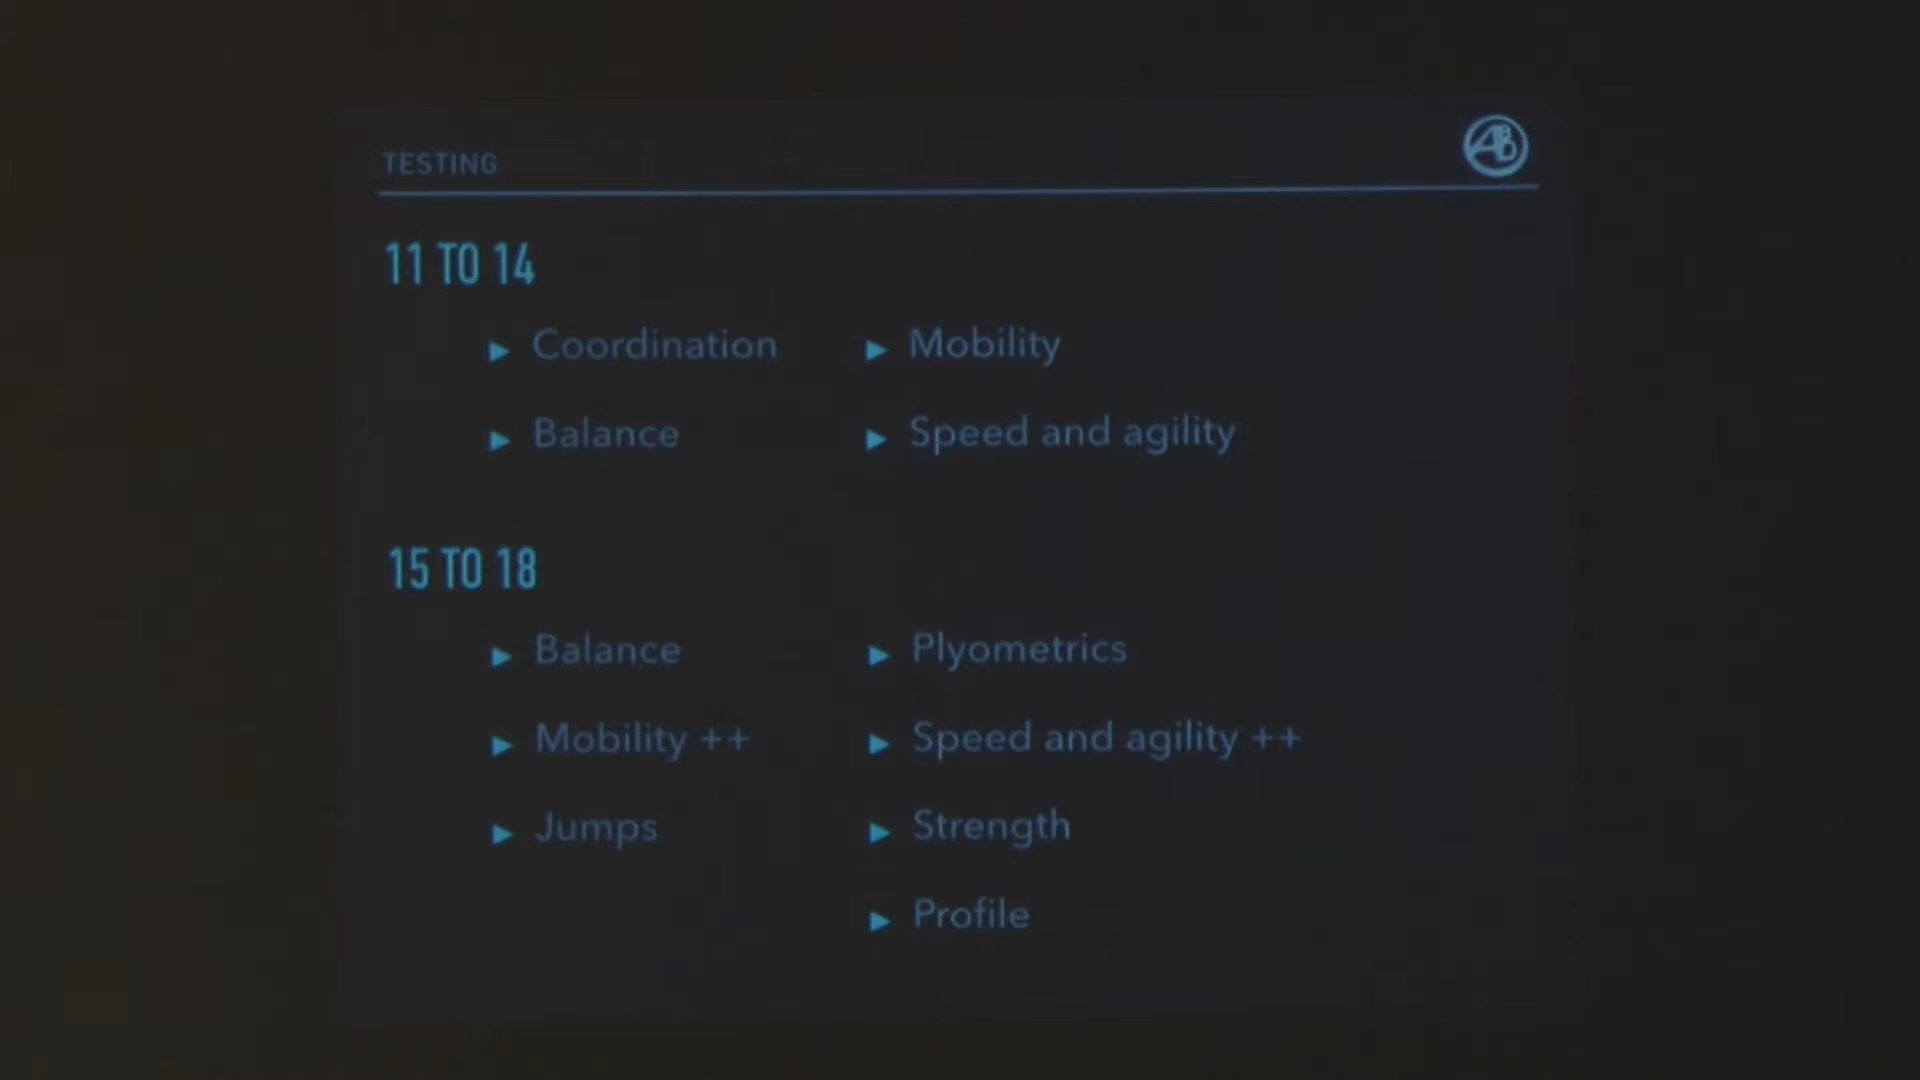 TESTING
ABD
11 TO 14
Coordination
Mobility
Balance
Speed and agility
15 TO 18
Balance
Plyometrics
Mobility ++
Speed and agility ++
Jumps
Strength
Profile